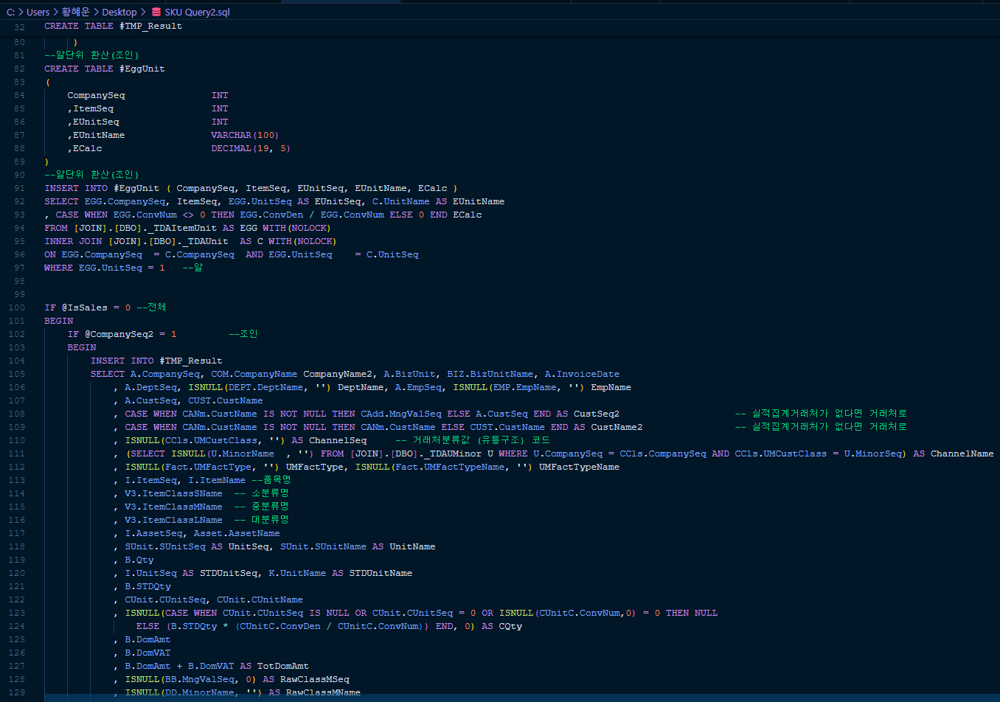 C: > Users > 황혜운 > Desktop > SKU Query2.sql
32 CREATE TABLE #TMP_Result
80 )
81 --알단위 환산(조인)
82 CREATE TABLE #EggUnit
83 (
84 CompanySeq INT
85 ,ItemSeq INT
86 ,EUnitSeq INT
87 ,EUnitName VARCHAR(100)
88 ,ECalc DECIMAL(19, 5)
89 )
90 --알단위 환산(조인)
91 INSERT INTO #EggUnit ( CompanySeq, ItemSeq, EUnitSeq, EUnitName, ECalc )
92 SELECT EGG.CompanySeq, ItemSeq, EGG.UnitSeq AS EUnitSeq, C.UnitName AS EUnitName
93 , CASE WHEN EGG.ConvNum <> 0 THEN EGG.ConvDen / EGG.ConvNum ELSE 0 END ECalc
94 FROM [JOIN].[DBO]._TDAItemUnit AS EGG WITH(NOLOCK)
95 INNER JOIN [JOIN].[DBO]._TDAUnit AS C WITH(NOLOCK)
96 ON EGG.CompanySeq = C.CompanySeq AND EGG.UnitSeq = C.UnitSeq
97 WHERE EGG.UnitSeq = 1 --알
98
99
100 IF @IsSales = 0 --전체
101 BEGIN
102 IF @CompanySeq2 = 1 --조인
103 BEGIN
104 INSERT INTO #TMP_Result
105 SELECT A.CompanySeq, COM.CompanyName CompanyName2, A.BizUnit, BIZ.BizUnitName, A.InvoiceDate
106 , A.DeptSeq, ISNULL(DEPT.DeptName, '') DeptName, A.EmpSeq, ISNULL(EMP.EmpName, '') EmpName
107 , A.CustSeq, CUST.CustName
108 , CASE WHEN CANm.CustName IS NOT NULL THEN CAdd.MngValSeq ELSE A.CustSeq END AS CustSeq2 -- 실적집계거래처가 없다면 거래처로
109 , CASE WHEN CANm.CustName IS NOT NULL THEN CANm.CustName ELSE CUST.CustName END AS CustName2 -- 실적집계거래처가 없다면 거래처로
110 , ISNULL(CCls.UMCustClass, '') AS ChannelSeq -- 거래처분류값 (유통구조) 코드
111 , (SELECT ISNULL(U.MinorName , '') FROM [JOIN].[DBO]._TDAUMinor U WHERE U.CompanySeq = CCls.CompanySeq AND CCls.UMCustClass = U.MinorSeq) AS ChannelName
112 , ISNULL(Fact.UMFactType, '') UMFactType, ISNULL(Fact.UMFactTypeName, '') UMFactTypeName
113 , I.ItemSeq, I.ItemName --품목명
114 , V3.ItemClassSName -- 소분류명
115 , V3.ItemClassMName -- 중분류명
116 , V3.ItemClassLName -- 대분류명
117 , I.AssetSeq, Asset.AssetName
118 , SUnit.SUnitSeq AS UnitSeq, SUnit.SUnitName AS UnitName
119 , B.Qty
120 , I.UnitSeq AS STDUnitSeq, K.UnitName AS STDUnitName
121 , B.STDQty
122 , CUnit.CUnitSeq, CUnit.CUnitName
123 , ISNULL(CASE WHEN CUnit.CUnitSeq IS NULL OR CUnit.CUnitSeq = 0 OR ISNULL(CUnitC.ConvNum,0) = 0 THEN NULL
124 ELSE (B.STDQty * (CUnitC.ConvDen / CUnitC.ConvNum)) END, 0) AS CQty
125 , B.DomAmt
126 , B.DomVAT
127 , B.DomAmt + B.DomVAT AS TotDomAmt
128 , ISNULL(BB.MngValSeq, 0) AS RawClassMSeq
129 , ISNULL(DD.MinorName, '') AS RawClassMName